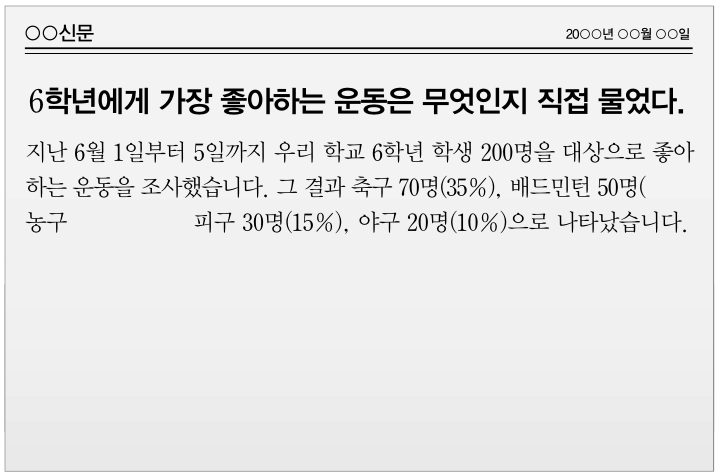 ○○신문
20○○년 ○○월 ○○일
6학년에게 가장 좋아하는 운동은 무엇인지 직접 물었다.
지난 6월 1일부터 5일까지 우리 학교 6학년 학생 200명을 대상으로 좋아
하는 운동을 조사했습니다. 그 결과 축구 70명(35%), 배드민턴 50명(
농구 피구 30명(15%), 야구 20명(10%)으로 나타났습니다.